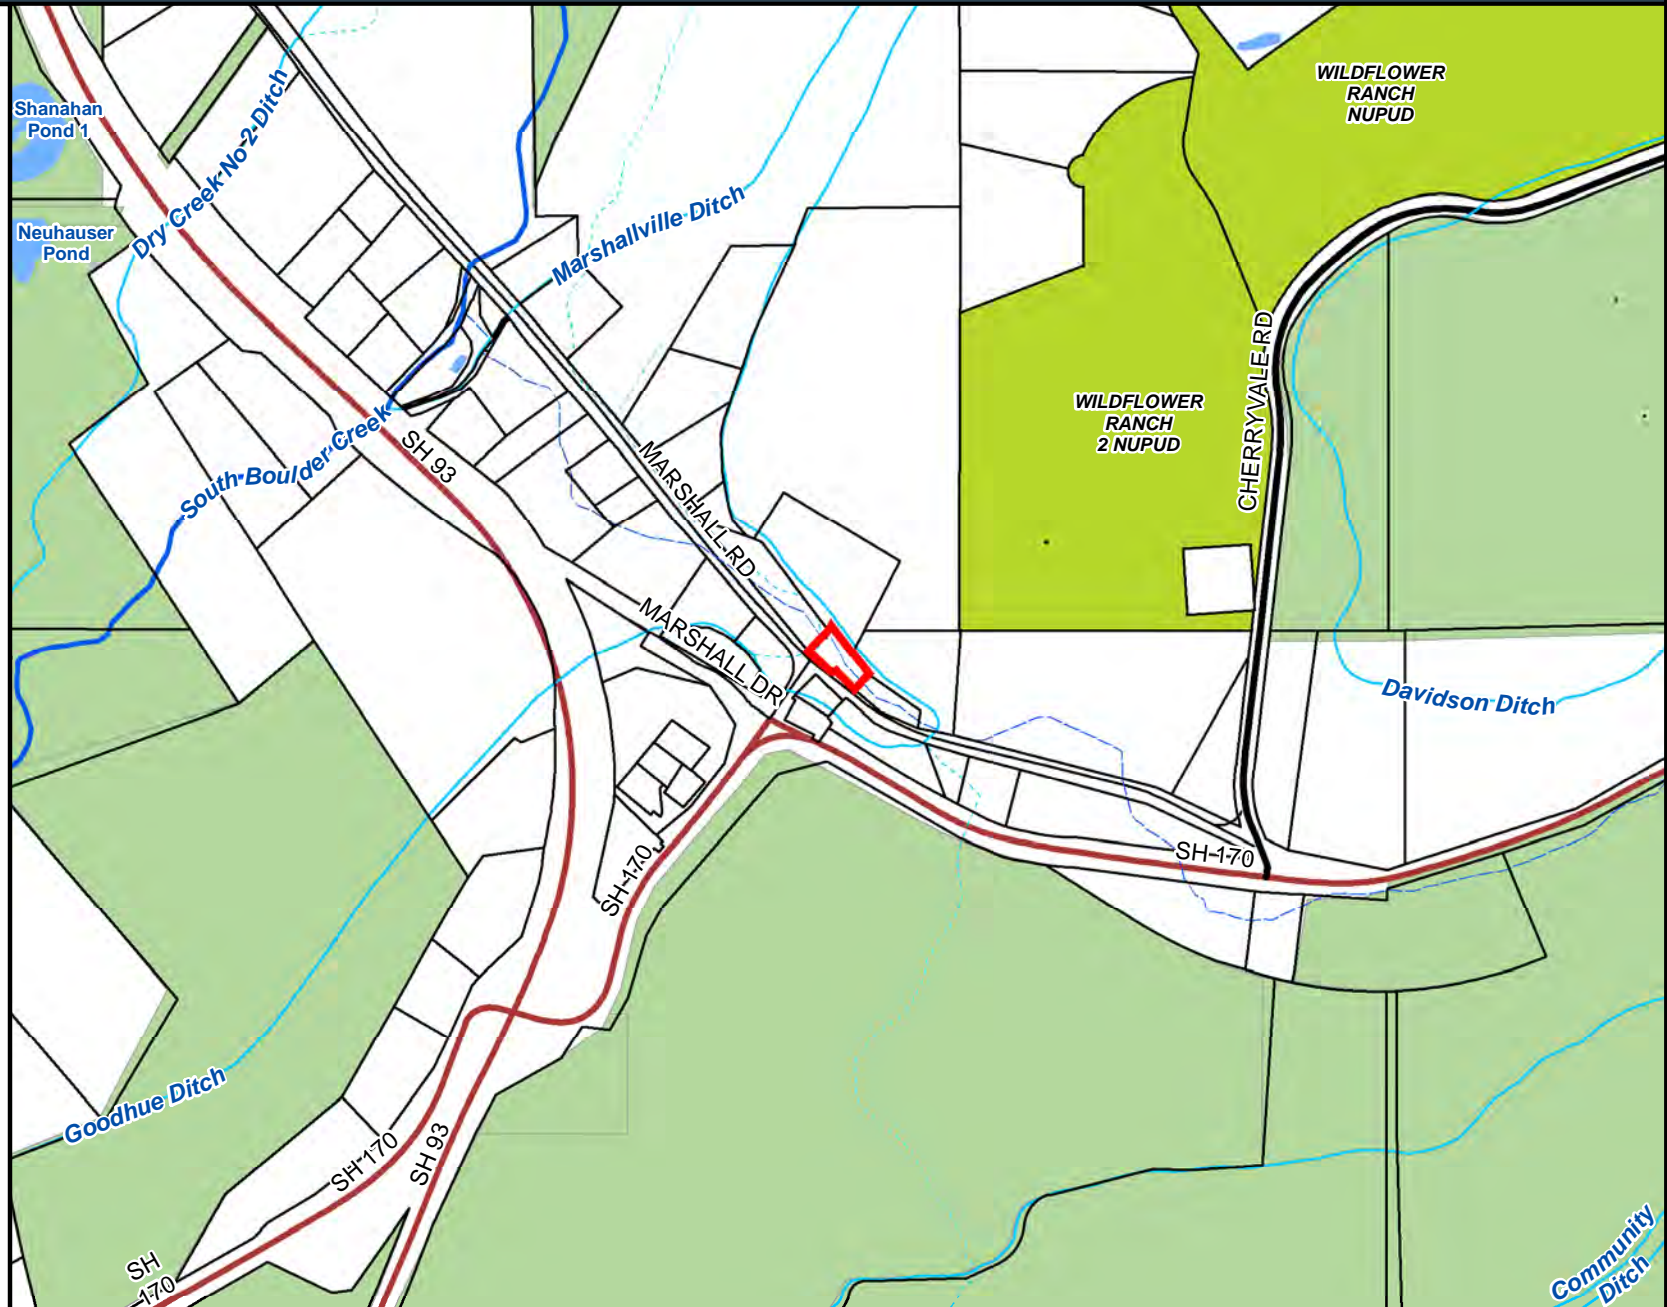 WILDFLOWER
RANCH
NUPUD
Shanahan
Pond 1
Dry Creek No 2 Ditch
Neuhauser
Pond
Marshallville Ditch
CHERRYVALE RD
WILDFLOWER
RANCH
2 NUPUD
South Boulder Creek
SH 93
MARSHALL RD
MARSHALL DR
Davidson Ditch
SH 170
SH 170
Goodhue Ditch
SH 170
SH 93
SH
170
Community
Ditch